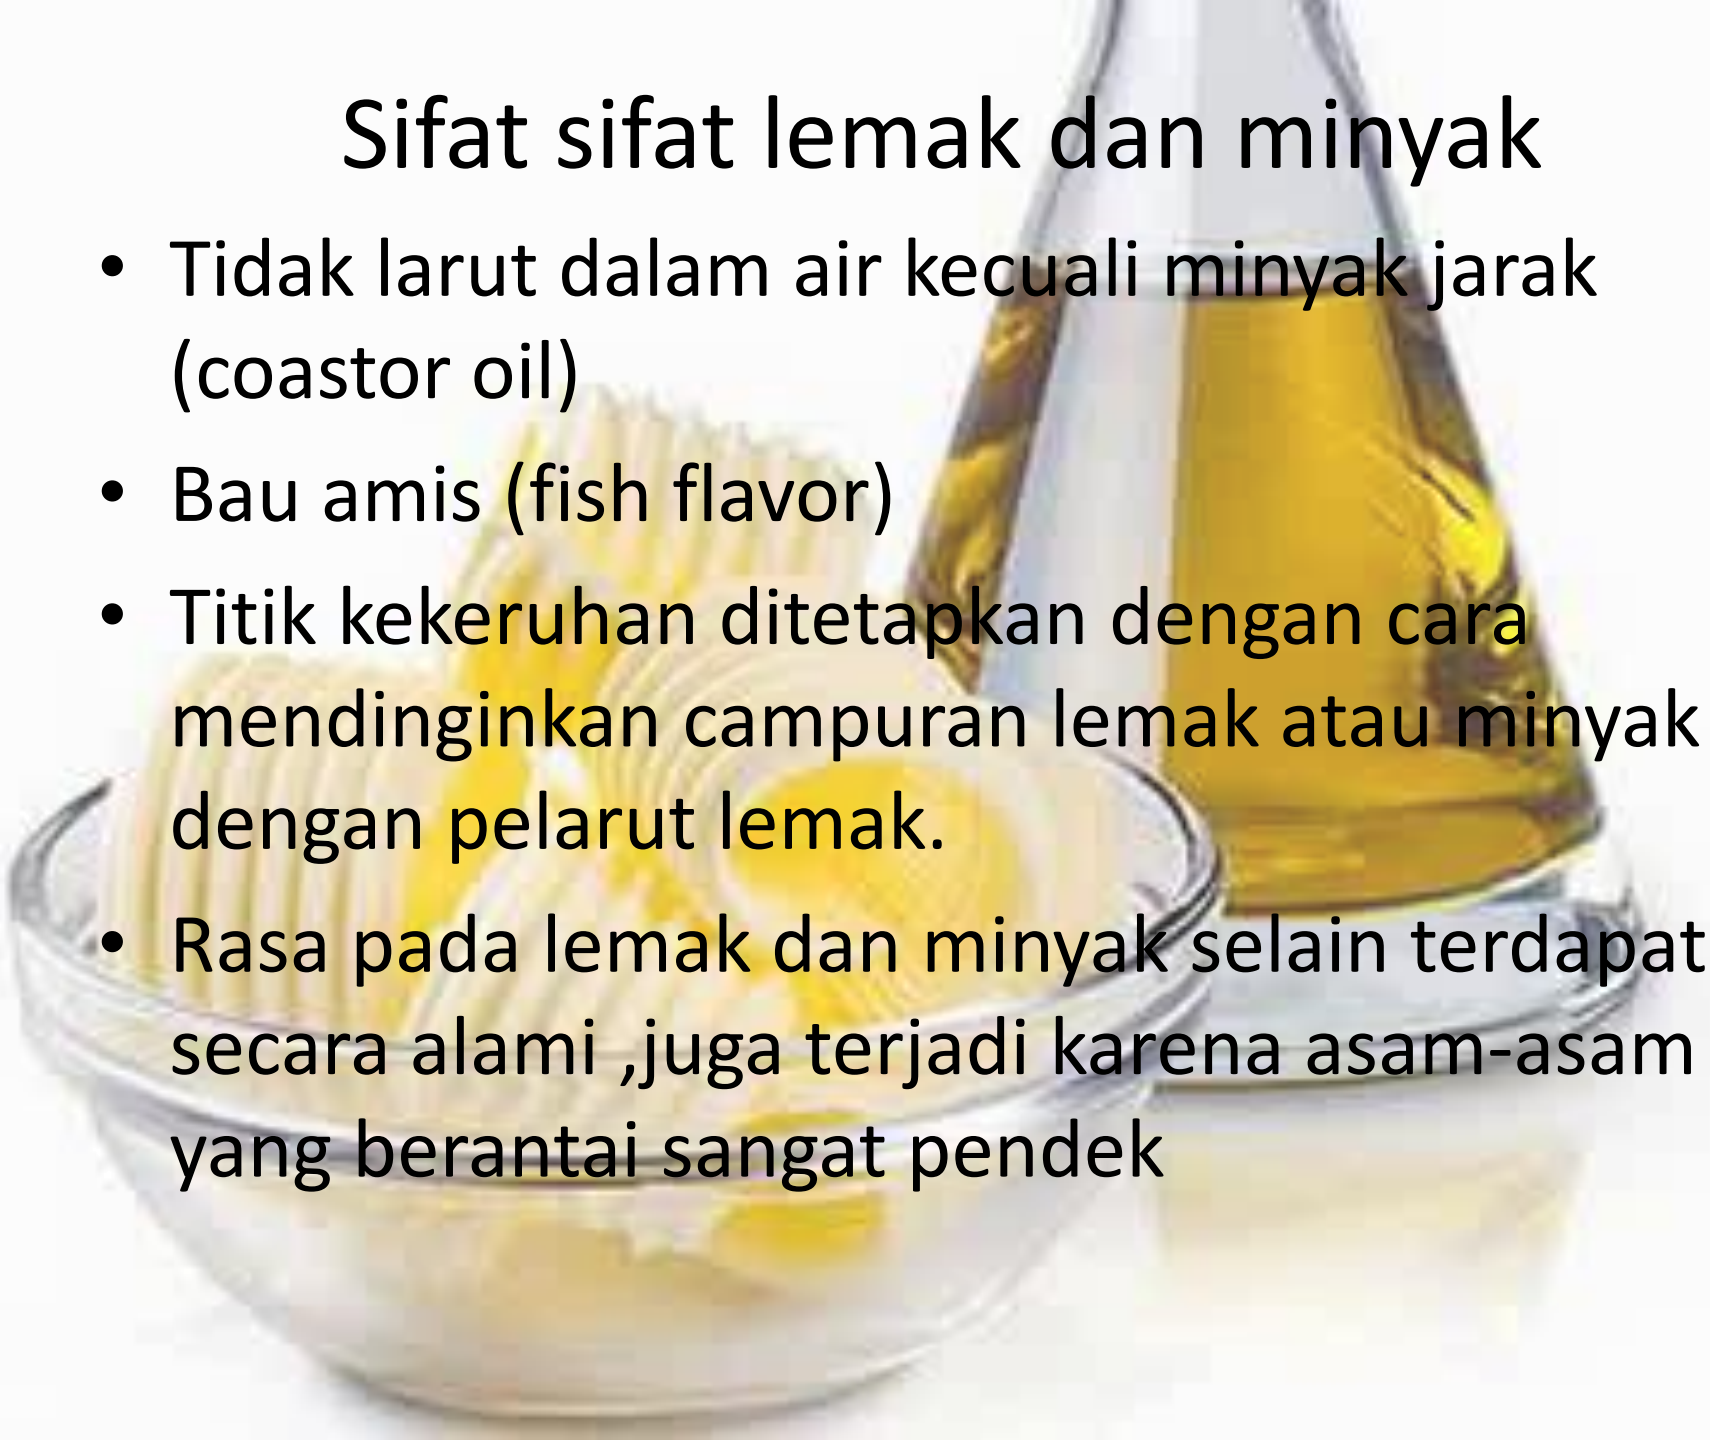 Sifat sifat lemak dan minyak
• Tidak larut dalam air kecuali minyak jarak
(coastor oil)
• Bau amis (fish flavor)
• Titik kekeruhan ditetapkan dengan cara
mendinginkan campuran lemak atau minyak
dengan pelarut lemak.
• Rasa pada lemak dan minyak selain terdapat
secara alami ,juga terjadi karena asam-asam
yang berantai sangat pendek